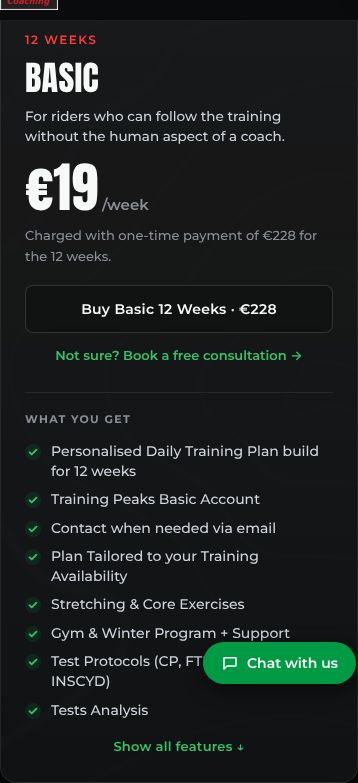 Coaching
12 WEEKS
BASIC
For riders who can follow the training
without the human aspect of a coach.
€19 /week
Charged with one-time payment of €228 for
the 12 weeks.
Buy Basic 12 Weeks · €228
Not sure? Book a free consultation →
WHAT YOU GET
Personalised Daily Training Plan build
for 12 weeks
Training Peaks Basic Account
Contact when needed via email
Plan Tailored to your Training
Availability
Stretching & Core Exercises
Gym & Winter Program + Support
Test Protocols (CP, FT
INSCYD)
Chat with us
Tests Analysis
Show all features ↓